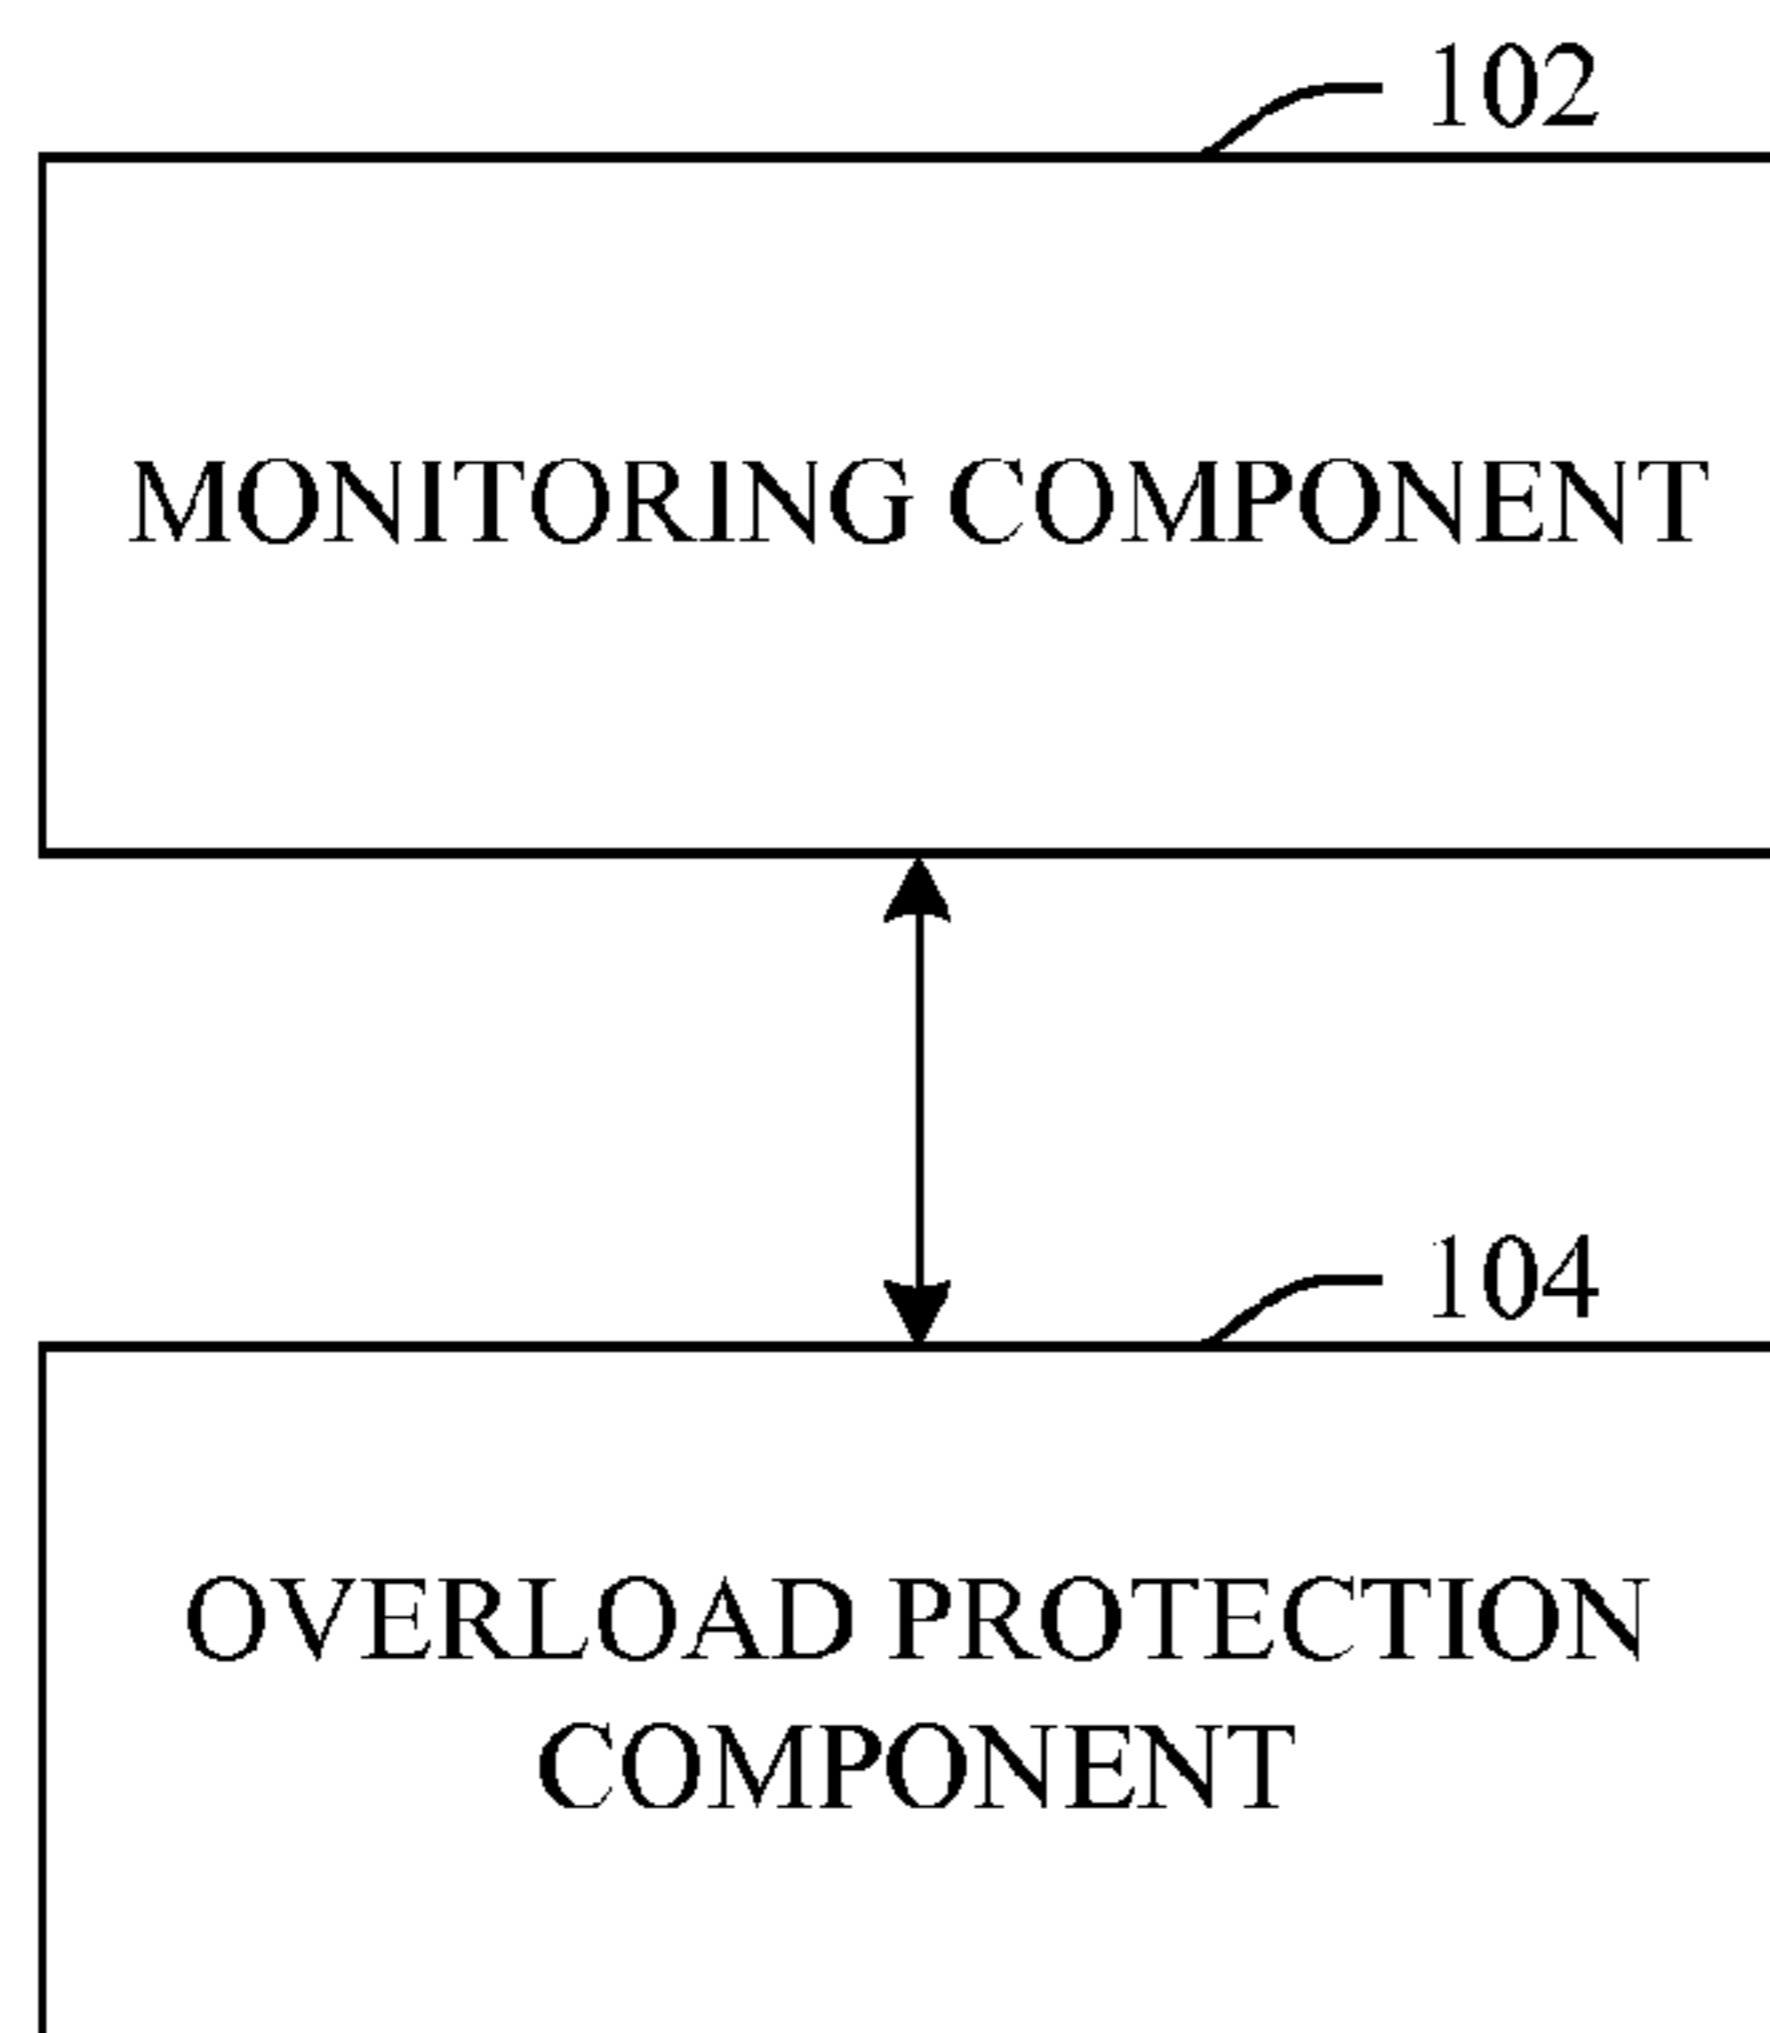 102
MONITORING COMPONENT
104
OVERLOAD PROTECTION
COMPONENT